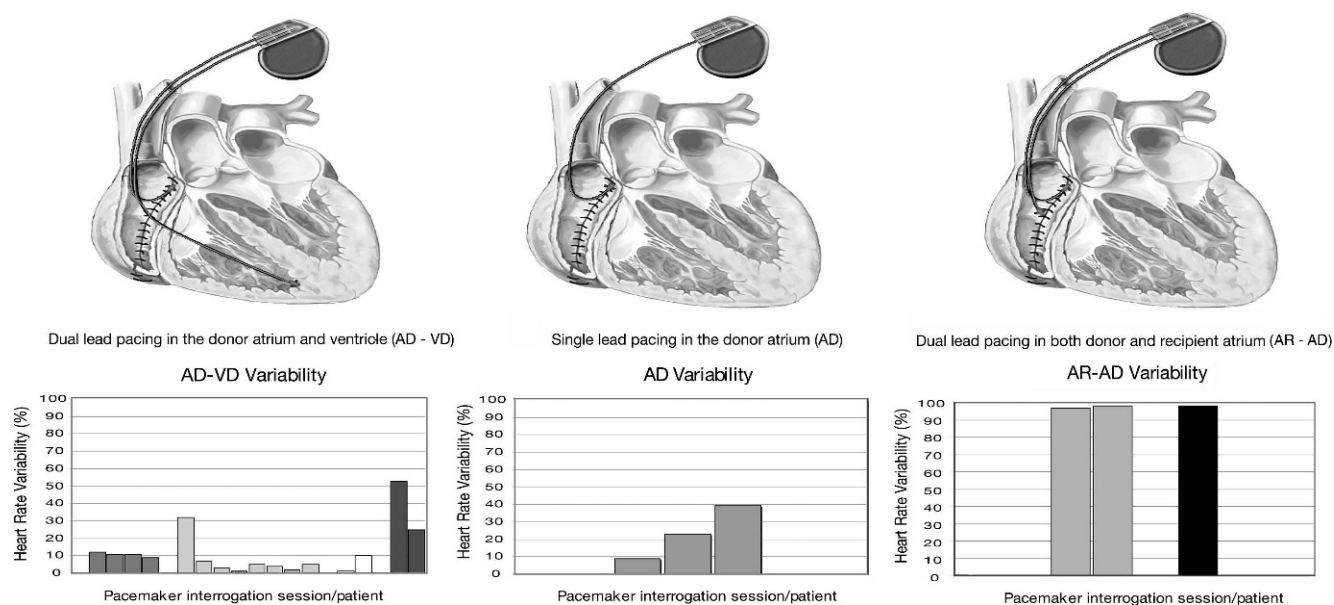 Dual lead pacing in the donor atrium and ventriole (AD - VD)
Single lead pacing in the donor atrium (AD)
Dual lead pacing in both donor and recipient atrium (AR - AD)
AD-VD Variability
Heart Rate Variability (%)
100
90
80
70
60
50
40
30
20
10
0
Pacemaker interrogation session/patient
AD Variability
Heart Rate Variability (%)
100
90
80
70
60
50
40
30
20
10
0
Pacemaker interrogation session/patient
AR-AD Variability
Heart Rate Variability (%)
100
90
80
70
60
50
40
30
20
10
0
Pacemaker interrogation session/patient